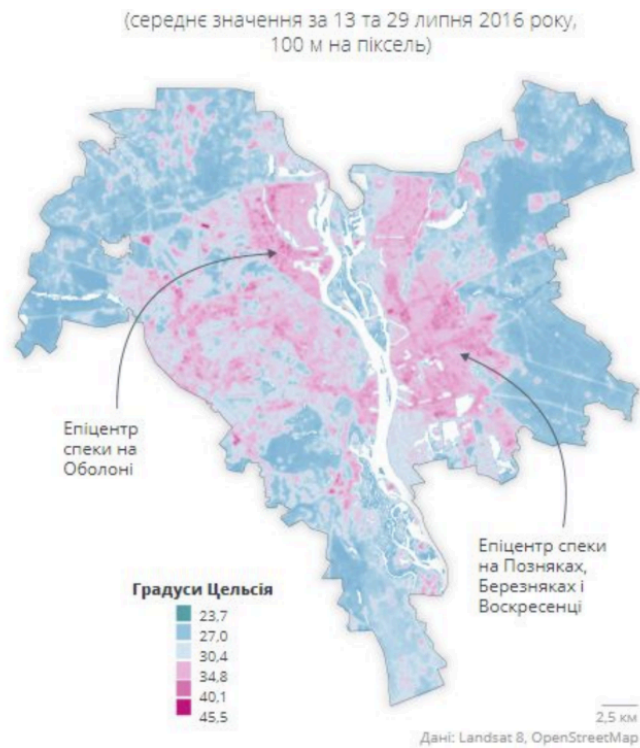 (середнє значення за 13 та 29 липня 2016 року,
100 м на піксель)
Епіцентр
спеки на
Оболоні
Епіцентр спеки
на Позняках,
Березняках і
Воскресенці
Градуси Цельсія
23,7
27,0
30,4
34,8
40,1
45,5
2,5 км
Дані: Landsat 8, OpenStreetMap